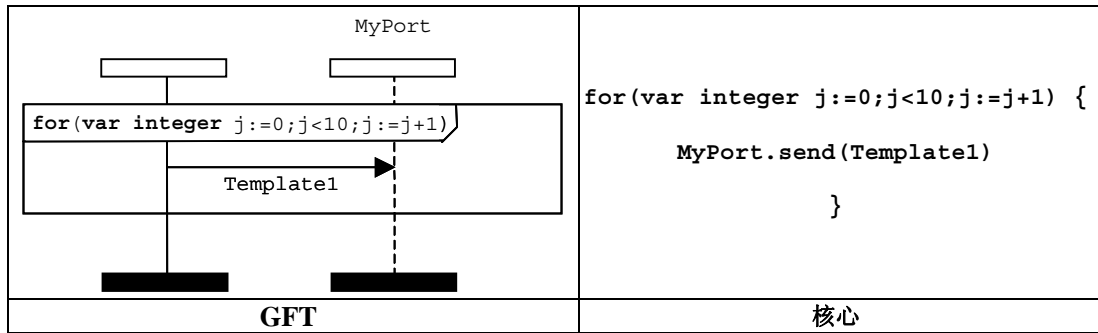 MyPort
for(var integer j:=0;j<10;j:=j+1)
Template1
for(var integer j:=0;j<10;j:=j+1) {
MyPort.send(Template1)
}
GFT
核心